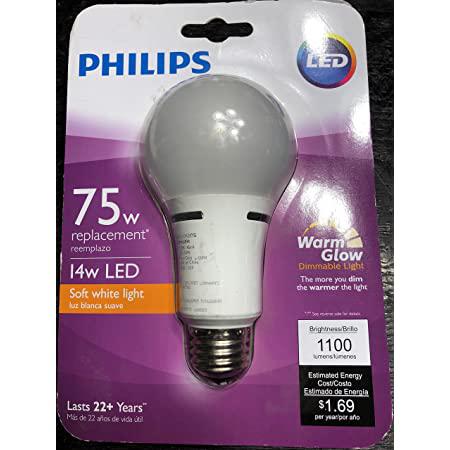 PHILIPS
LED
75w
replacement*
reemplazo
14w LED
Soft white light
luz blanca suave
Warm
Glow
Dimmable Light
The more you dim
the warmer the light
Brightness/Brillo
1100
lumens/lúmenes
Estimated Energy
Cost/Costo
Estimado de Energía
$1.69
per year/por año
Lasts 22+ Years
Más de 22 años de vida útil